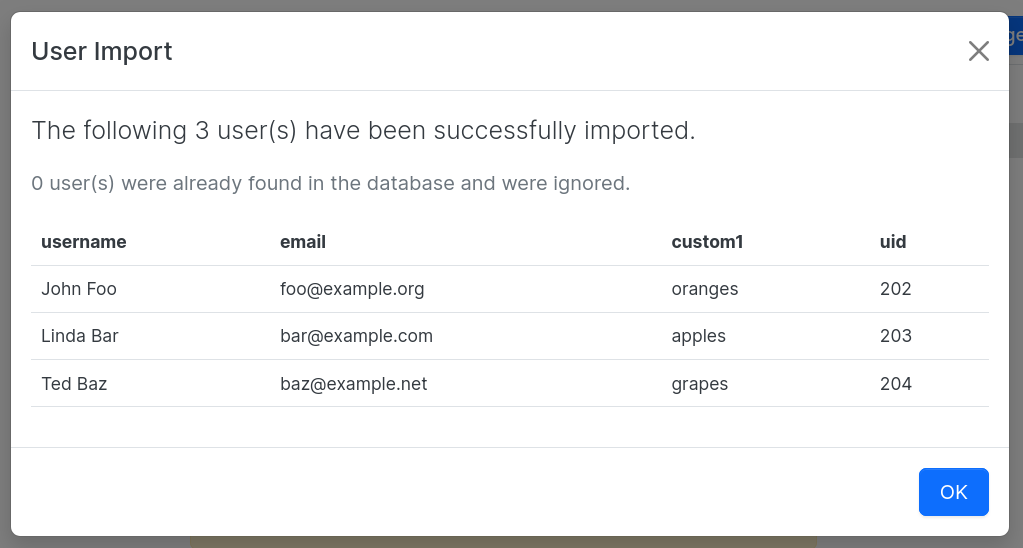 User Import
The following 3 user(s) have been successfully imported.
0 user(s) were already found in the database and were ignored.
username email custom1 uid
John Foo foo@example.org oranges 202
Linda Bar bar@example.com apples 203
Ted Baz baz@example.net grapes 204
OK